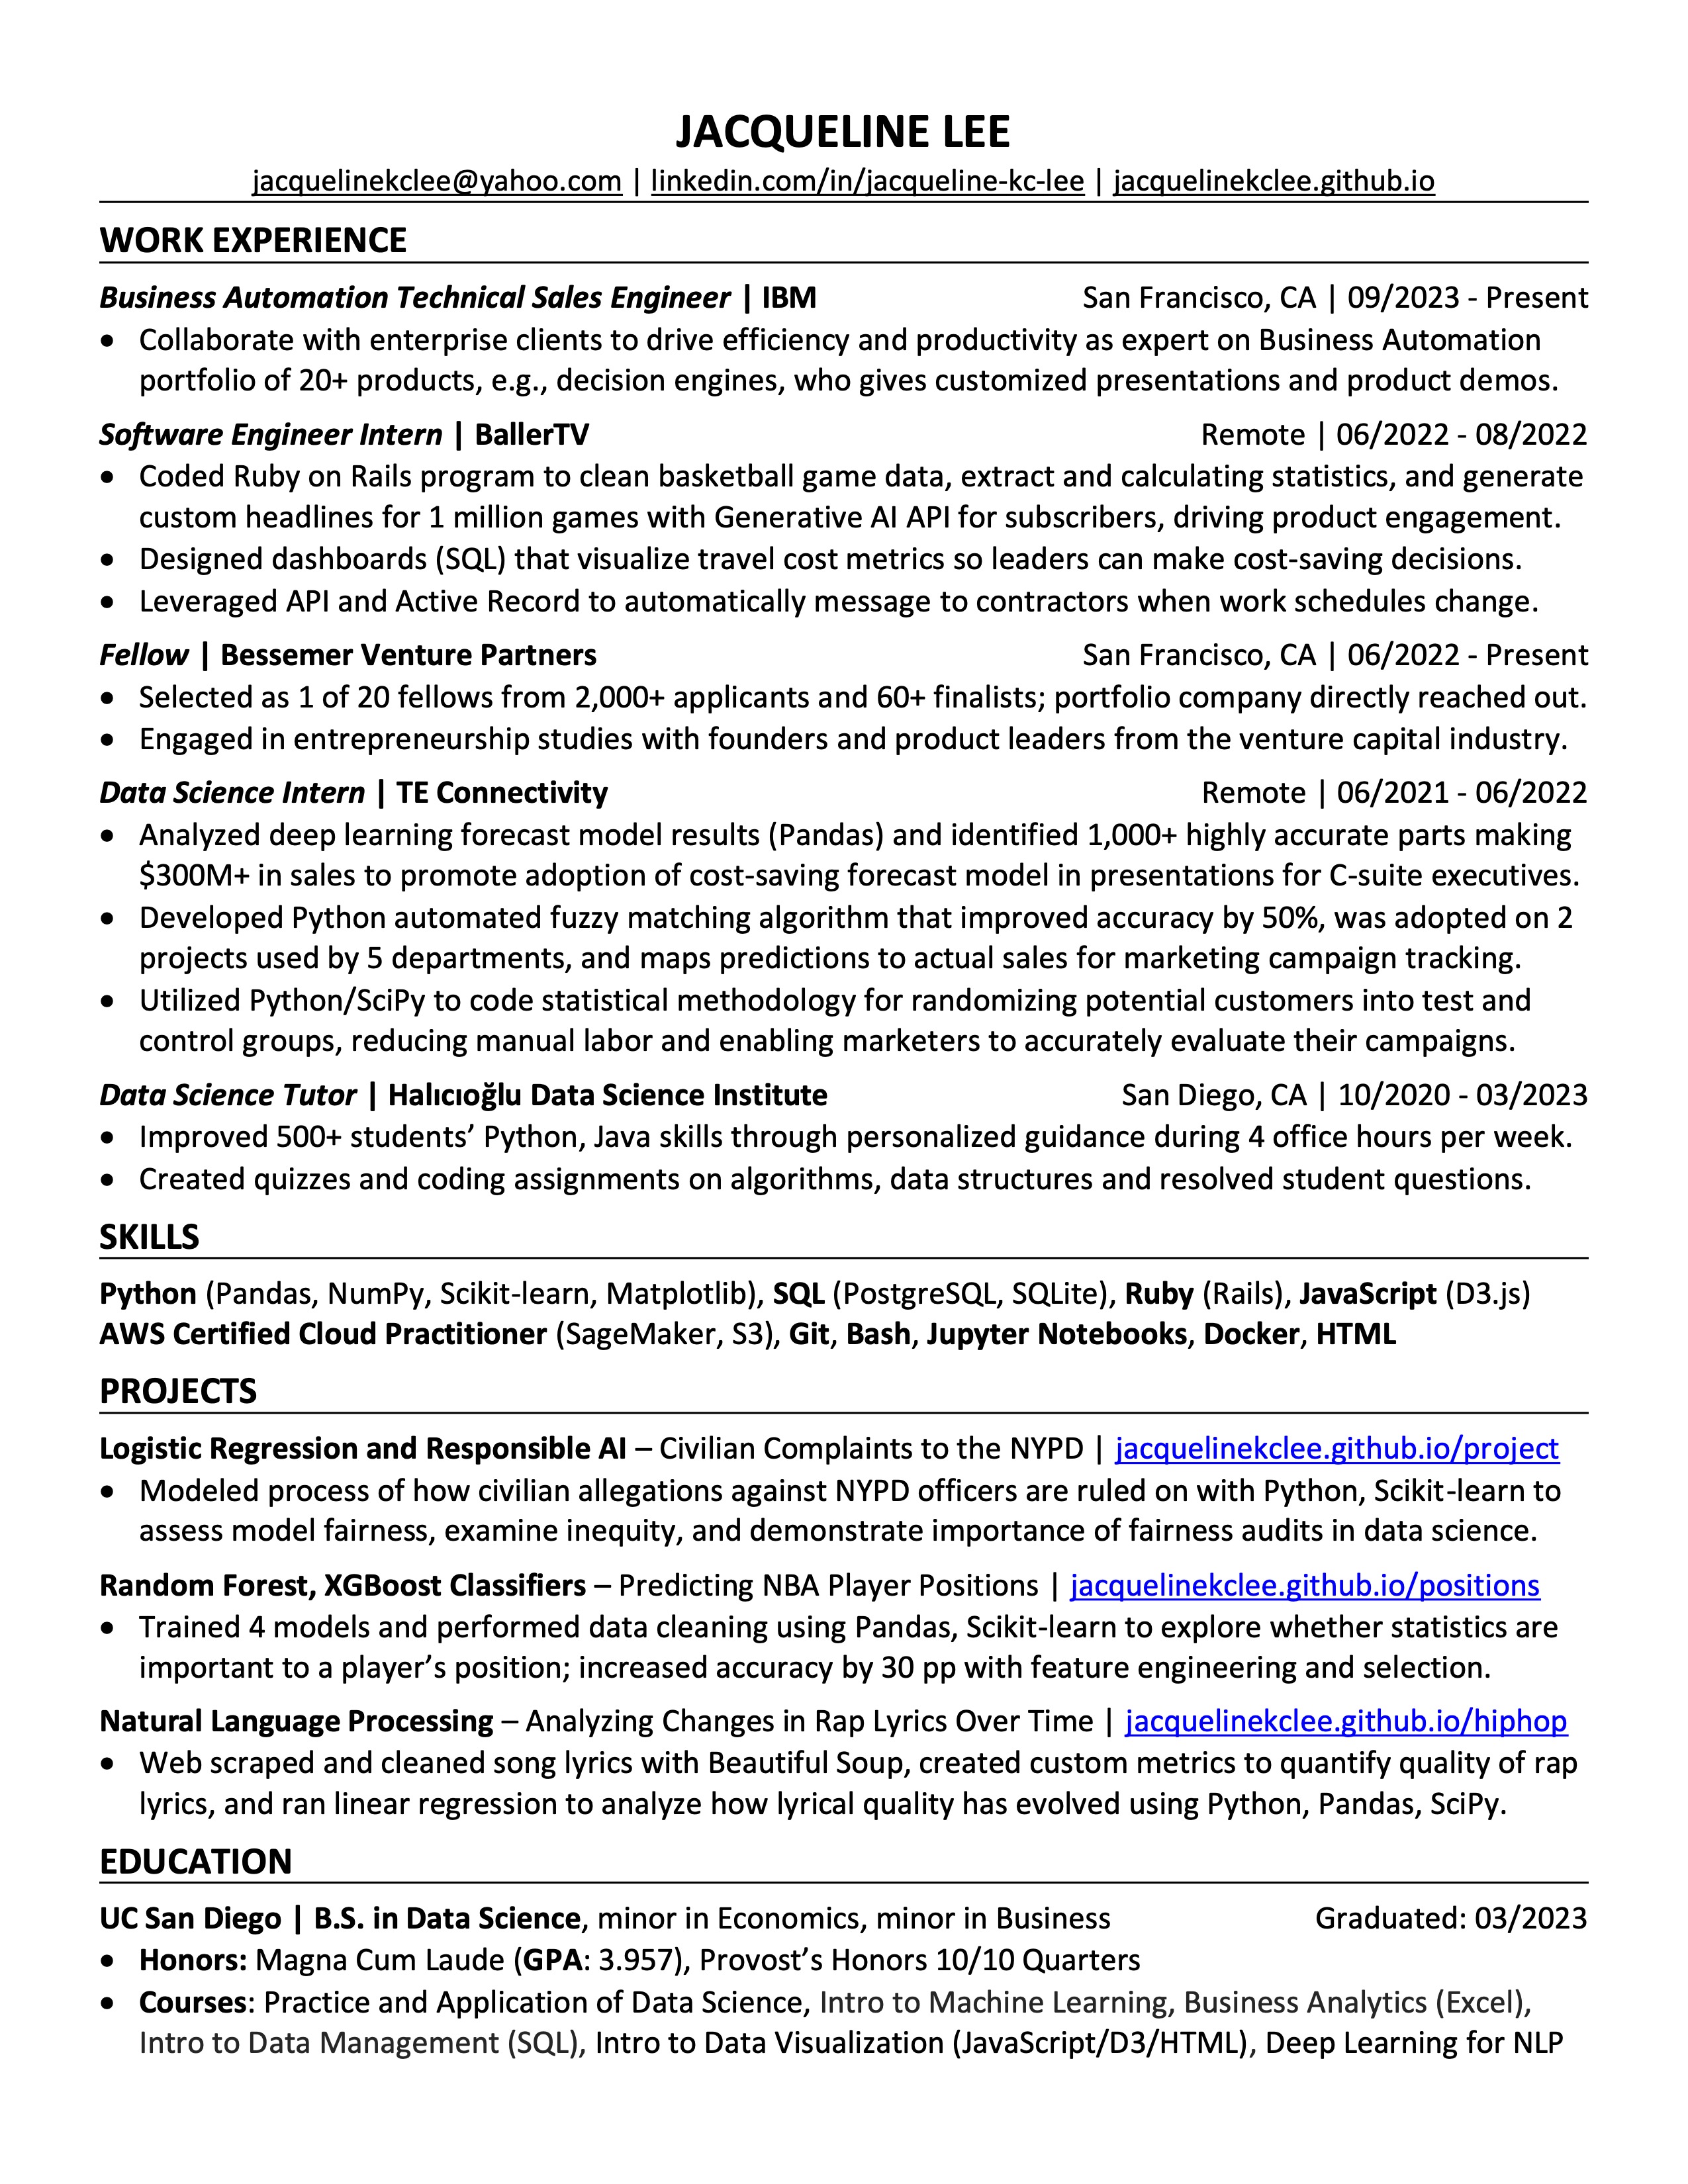 JACQUELINE LEE
jacquelinekclee@yahoo.com | linkedin.com/in/jacqueline-kc-lee | jacquelinekclee.github.io
WORK EXPERIENCE
Business Automation Technical Sales Engineer | IBM San Francisco, CA | 09/2023 - Present
• Collaborate with enterprise clients to drive efficiency and productivity as expert on Business Automation
portfolio of 20+ products, e.g., decision engines, who gives customized presentations and product demos.
Software Engineer Intern | BallerTV Remote | 06/2022 - 08/2022
• Coded Ruby on Rails program to clean basketball game data, extract and calculating statistics, and generate
custom headlines for 1 million games with Generative AI API for subscribers, driving product engagement.
• Designed dashboards (SQL) that visualize travel cost metrics so leaders can make cost-saving decisions.
• Leveraged API and Active Record to automatically message to contractors when work schedules change.
Fellow | Bessemer Venture Partners San Francisco, CA | 06/2022 - Present
• Selected as 1 of 20 fellows from 2,000+ applicants and 60+ finalists; portfolio company directly reached out.
• Engaged in entrepreneurship studies with founders and product leaders from the venture capital industry.
Data Science Intern | TE Connectivity Remote | 06/2021 - 06/2022
• Analyzed deep learning forecast model results (Pandas) and identified 1,000+ highly accurate parts making
$300M+ in sales to promote adoption of cost-saving forecast model in presentations for C-suite executives.
• Developed Python automated fuzzy matching algorithm that improved accuracy by 50%, was adopted on 2
projects used by 5 departments, and maps predictions to actual sales for marketing campaign tracking.
• Utilized Python/SciPy to code statistical methodology for randomizing potential customers into test and
control groups, reducing manual labor and enabling marketers to accurately evaluate their campaigns.
Data Science Tutor | Halıcıoğlu Data Science Institute San Diego, CA | 10/2020 - 03/2023
• Improved 500+ students’ Python, Java skills through personalized guidance during 4 office hours per week.
• Created quizzes and coding assignments on algorithms, data structures and resolved student questions.
SKILLS
Python (Pandas, NumPy, Scikit-learn, Matplotlib), SQL (PostgreSQL, SQLite), Ruby (Rails), JavaScript (D3.js)
AWS Certified Cloud Practitioner (SageMaker, S3), Git, Bash, Jupyter Notebooks, Docker, HTML
PROJECTS
Logistic Regression and Responsible AI – Civilian Complaints to the NYPD | jacquelinekclee.github.io/project
• Modeled process of how civilian allegations against NYPD officers are ruled on with Python, Scikit-learn to
assess model fairness, examine inequity, and demonstrate importance of fairness audits in data science.
Random Forest, XGBoost Classifiers – Predicting NBA Player Positions | jacquelinekclee.github.io/positions
• Trained 4 models and performed data cleaning using Pandas, Scikit-learn to explore whether statistics are
important to a player’s position; increased accuracy by 30 pp with feature engineering and selection.
Natural Language Processing – Analyzing Changes in Rap Lyrics Over Time | jacquelinekclee.github.io/hiphop
• Web scraped and cleaned song lyrics with Beautiful Soup, created custom metrics to quantify quality of rap
lyrics, and ran linear regression to analyze how lyrical quality has evolved using Python, Pandas, SciPy.
EDUCATION
UC San Diego | B.S. in Data Science, minor in Economics, minor in Business Graduated: 03/2023
• Honors: Magna Cum Laude (GPA: 3.957), Provost’s Honors 10/10 Quarters
• Courses: Practice and Application of Data Science, Intro to Machine Learning, Business Analytics (Excel),
Intro to Data Management (SQL), Intro to Data Visualization (JavaScript/D3/HTML), Deep Learning for NLP